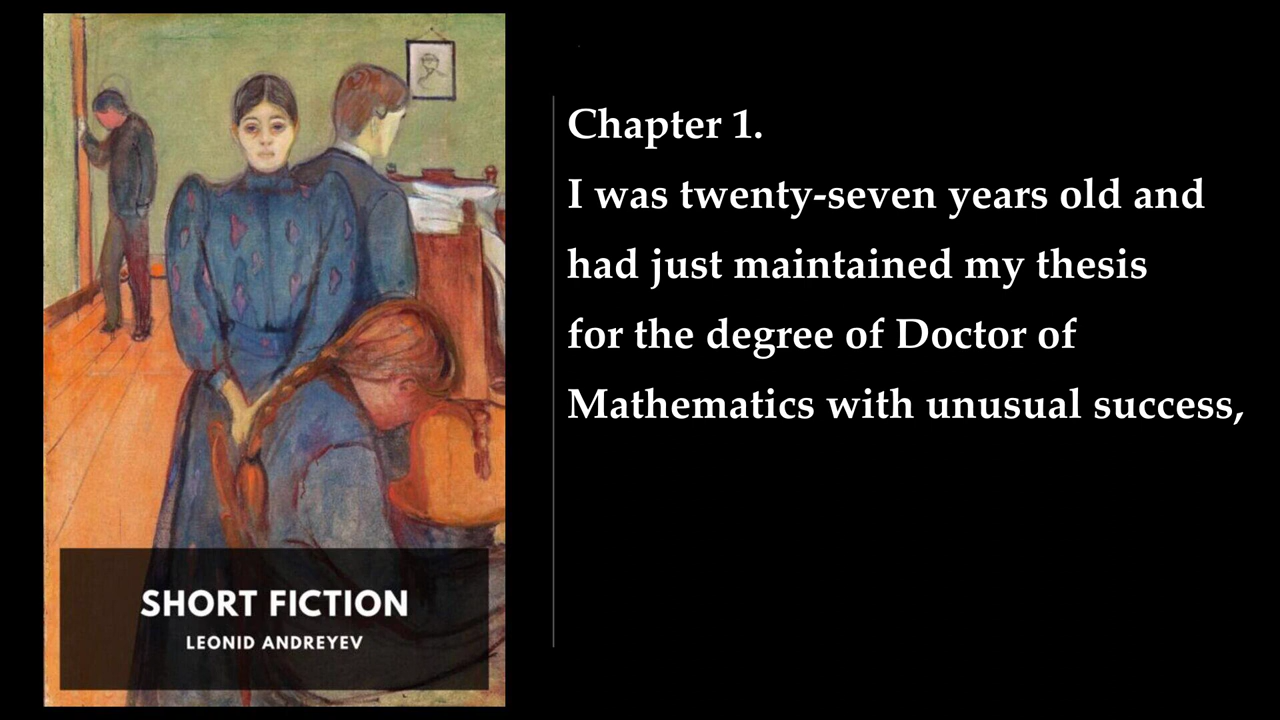 SHORT FICTION
LEONID ANDREYEV
Chapter 1.
I was twenty-seven years old and
had just maintained my thesis
for the degree of Doctor of
Mathematics with unusual success,